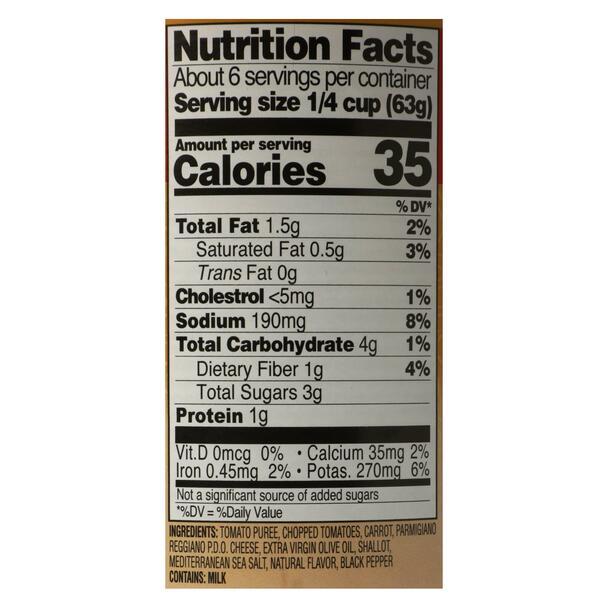 Nutrition Facts
About 6 servings per container
Serving size 1/4 cup (63g)
Amount per serving
Calories 35
% DV*
Total Fat 1.5g 2%
Saturated Fat 0.5g 3%
Trans Fat 0g
Cholestrol <5mg 1%
Sodium 190mg 8%
Total Carbohydrate 4g 1%
Dietary Fiber 1g 4%
Total Sugars 3g
Protein 1g
Vit.D 0mcg 0% • Calcium 35mg 2%
Iron 0.45mg 2% • Potas. 270mg 6%
Not a significant source of added sugars
*%DV = %Daily Value
INGREDIENTS: TOMATO PUREE, CHOPPED TOMATOES, CARROT, PARMIGIANO
REGGIANO P.D.O. CHEESE, EXTRA VIRGIN OLIVE OIL, SHALLOT,
MEDITERRANEAN SEA SALT, NATURAL FLAVOR, BLACK PEPPER
CONTAINS: MILK